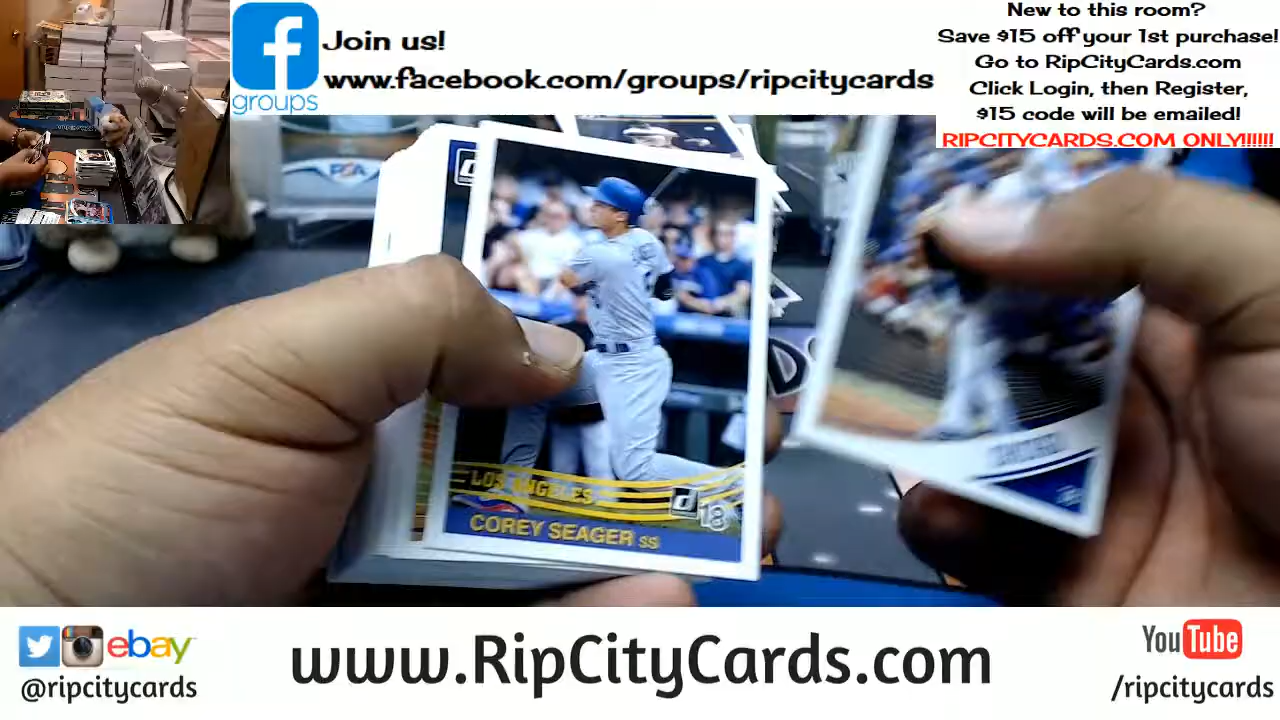 f
groups
Join us!
www.facebook.com/groups/ripcitycards
New to this room?
Save $15 off your 1st purchase!
Go to RipCityCards.com
Click Login, then Register,
$15 code will be emailed!
RIPCITYCARDS.COM ONLY!!!!!!
PSA
d
LOS ANGELES
d 18
COREY SEAGER SS
ebay
@ripcitycards
www.RipCityCards.com
YouTube
/ripcitycards